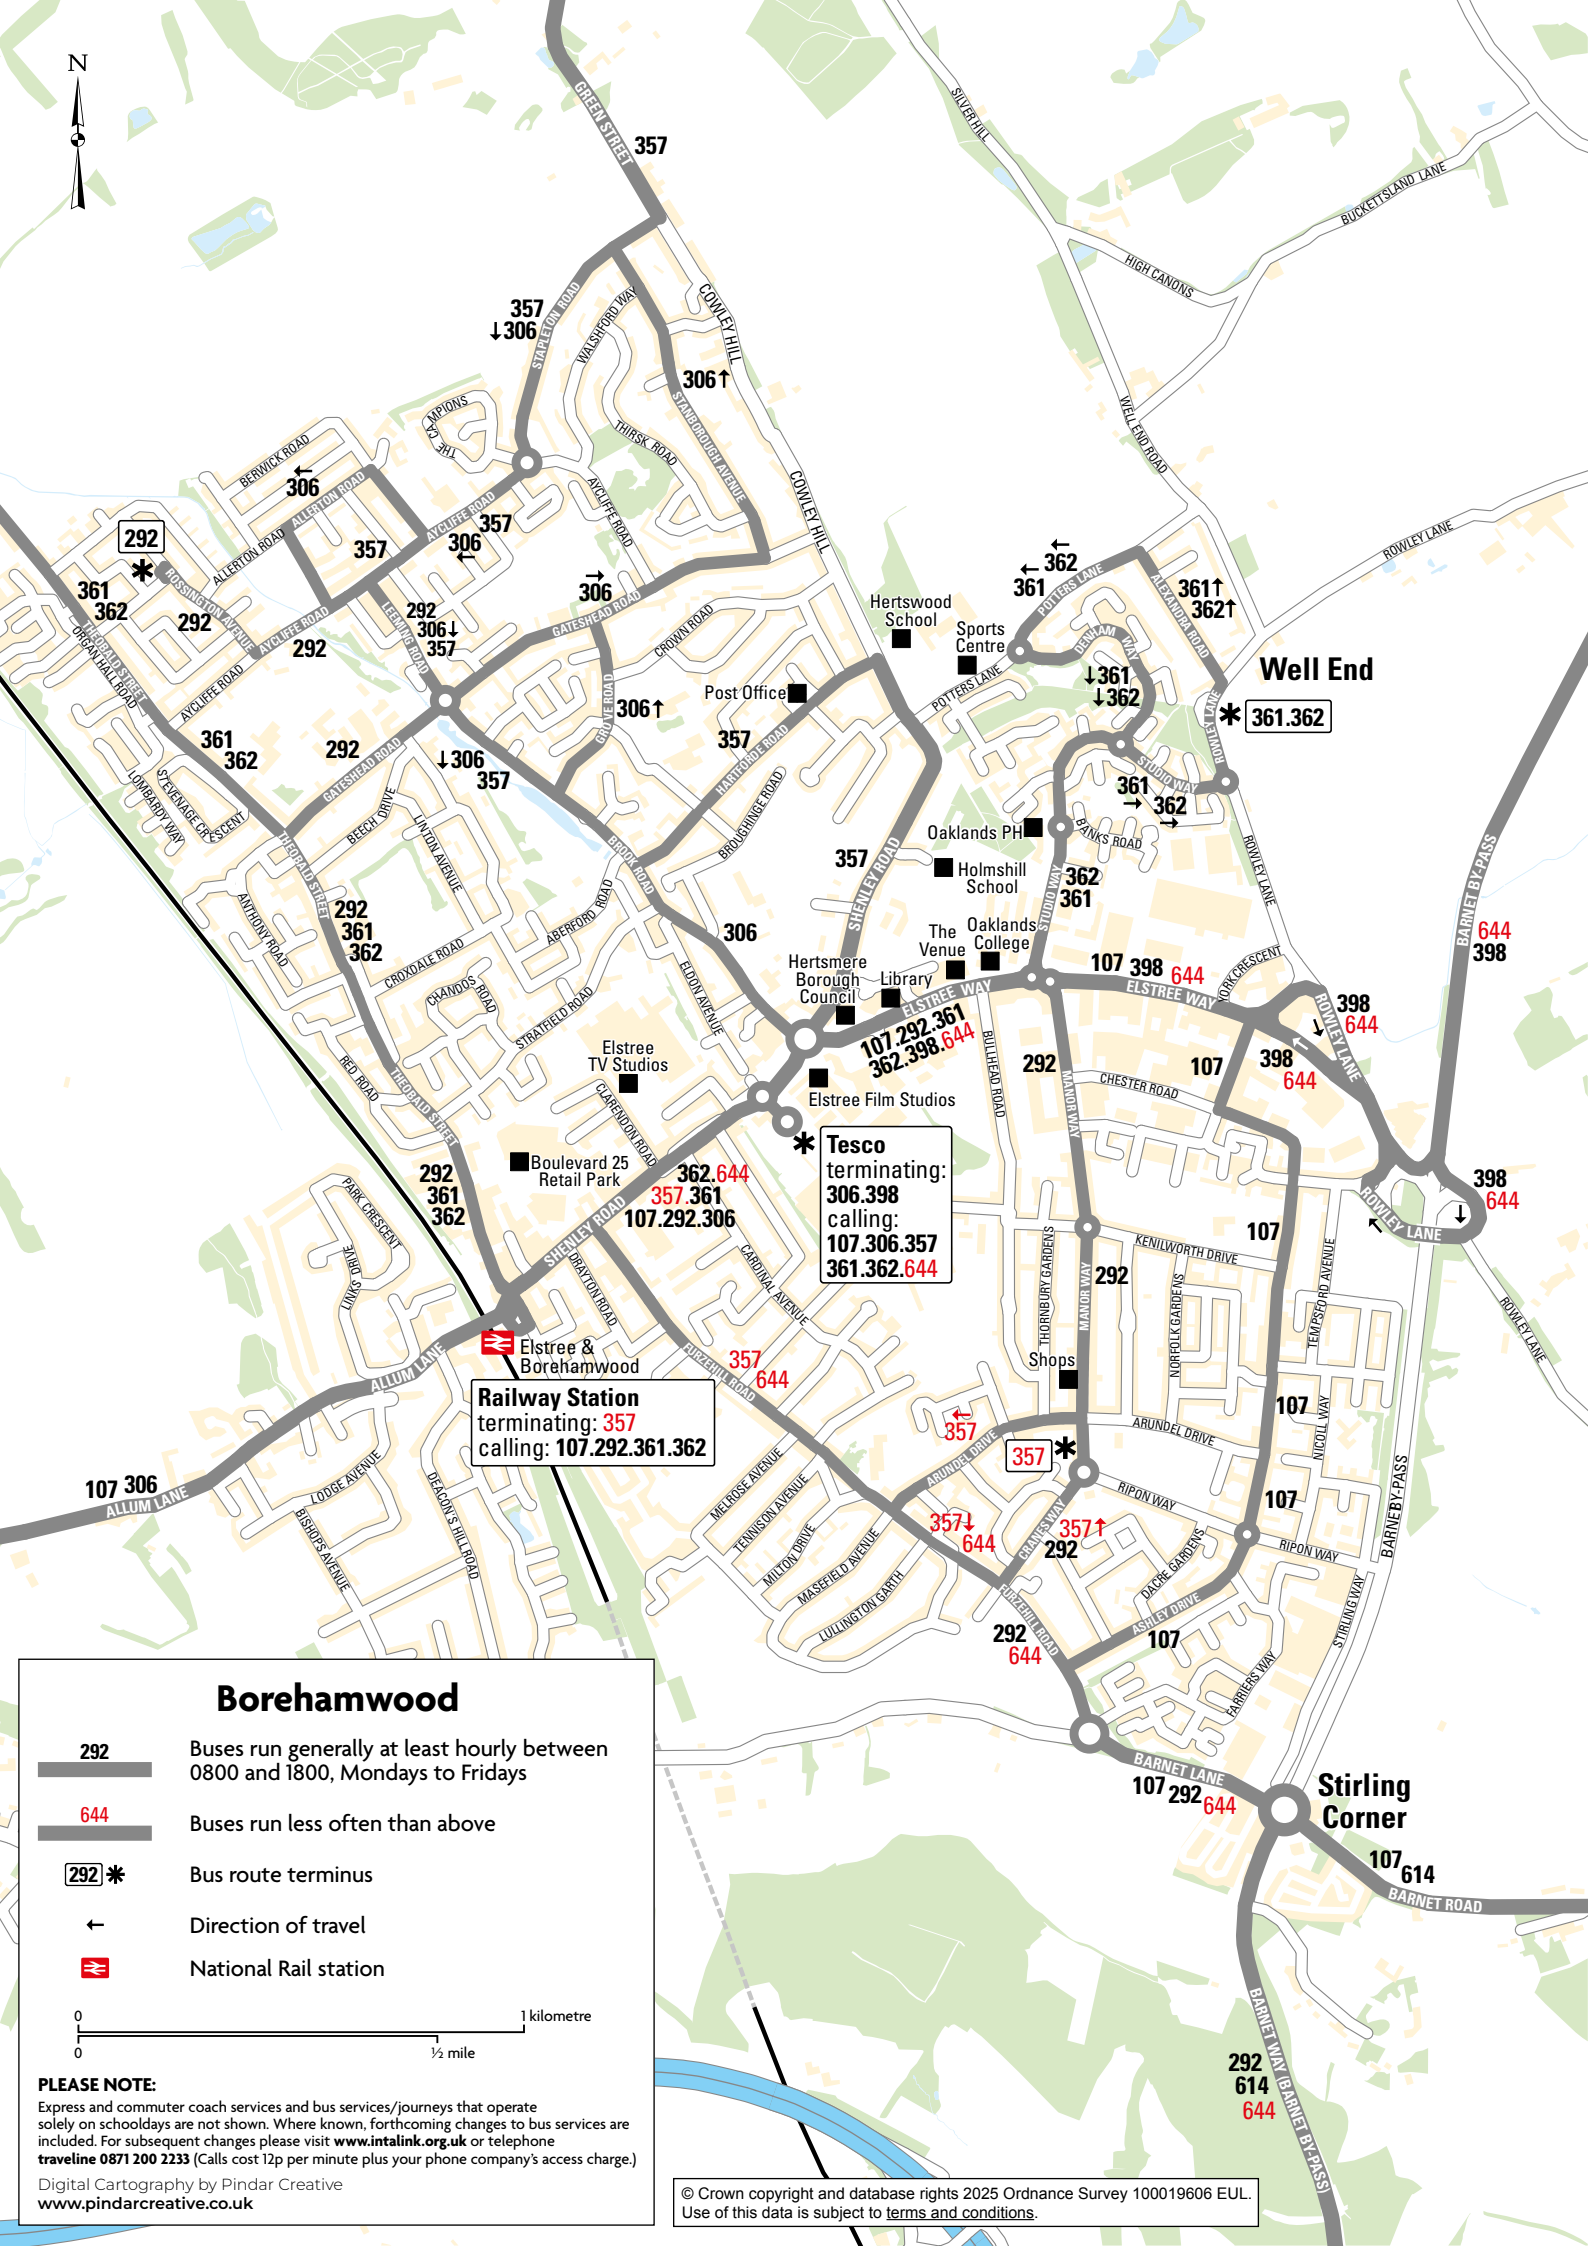 N
GREEN STREET
357
SILVER HILL
BUCKETTSLAND LANE
HIGH CANONS
COWLEY HILL
357
↓306
STAPLETON ROAD
WALSHFORD WAY
306↑
STANBOROUGH AVENUE
THE CAMPIONS
THIRSK ROAD
WELL END ROAD
BERWICK ROAD
←
306
ALLERTON ROAD
AYCLIFFE ROAD
AYCLIFFE ROAD
COWLEY HILL
357
306
←
357
292
ROSSINGTON AVENUE
ALLERTON ROAD
ROWLEY LANE
361
362
292
AYCLIFFE ROAD
292
THEOBALD STREET
ORGAN HALL ROAD
AYCLIFFE ROAD
LEEMING ROAD
292
306↓
357
→
306
GATESHEAD ROAD
CROWN ROAD
Hertswood
School
Sports
Centre
←
362
←
361
POTTERS LANE
ALEXANDRA ROAD
361↑
362↑
DENHAM WAY
↓361
↓362
POTTERS LANE
Well End
361.362
ROWLEY LANE
Post Office
GROVE ROAD
306↑
357
HARTFORDE ROAD
361
362
292
GATESHEAD ROAD
↓306
357
LOMBARDY WAY
STEVENAGE CRESCENT
BEECH DRIVE
LINTON AVENUE
BROUGHINGE ROAD
STUDIO WAY
361
→
362
→
Oaklands PH
BANKS ROAD
BROOK ROAD
357
SHENLEY ROAD
Holmshill
School
362
361
STUDIO WAY
ROWLEY LANE
BARNET BY-PASS
644
398
THEOBALD STREET
ANTHONY ROAD
292
361
362
ABERFORD ROAD
CROXDALE ROAD
CHANDOS ROAD
STRATFIELD ROAD
ELDON AVENUE
306
The
Venue
Oaklands
College
Hertsmere
Borough
Council
Library
ELSTREE WAY
107.292.361
362.398.644
107 398 644
ELSTREE WAY
YORK CRESCENT
ROWLEY LANE
398
644
398
644
107
292
MANOR WAY
BULLHEAD ROAD
CHESTER ROAD
RED ROAD
THEOBALD STREET
Elstree
TV Studios
CLARENDON ROAD
Elstree Film Studios
Boulevard 25
Retail Park
292
361
362
362.644
357.361
107.292.306
SHENLEY ROAD
Tesco
terminating:
306.398
calling:
107.306.357
361.362.644
398
644
ROWLEY LANE
ROWLEY LANE
PARK CRESCENT
LINKS DRIVE
DRAYTON ROAD
CARDINAL AVENUE
THORNBURY GARDENS
MANOR WAY
292
KENILWORTH DRIVE
107
NORFOLK GARDENS
TEMPSFORD AVENUE
Elstree &
Borehamwood
Railway Station
terminating: 357
calling: 107.292.361.362
ALLUM LANE
FURZEHILL ROAD
357
644
Shops
←
357
ARUNDEL DRIVE
357
ARUNDEL DRIVE
107
NICOLL WAY
BARNET BY-PASS
107 306
ALLUM LANE
LODGE AVENUE
BISHOPS AVENUE
DEACON'S HILL ROAD
MELROSE AVENUE
TENNISON AVENUE
MILTON DRIVE
MASEFIELD AVENUE
LULLINGTON GARTH
357↓
644
CRANES WAY
357↑
292
RIPON WAY
107
RIPON WAY
DACRE GARDENS
ASHLEY DRIVE
107
STIRLING WAY
FARRIERS WAY
FURZEHILL ROAD
292
644
BARNET LANE
107 292 644
Stirling
Corner
107
614
BARNET ROAD
BARNET WAY (BARNET BY-PASS)
292
614
644
Borehamwood
292
Buses run generally at least hourly between
0800 and 1800, Mondays to Fridays
644
Buses run less often than above
292
Bus route terminus
←
Direction of travel
National Rail station
0 1 kilometre
0 ½ mile
PLEASE NOTE:
Express and commuter coach services and bus services/journeys that operate
solely on schooldays are not shown. Where known, forthcoming changes to bus services are
included. For subsequent changes please visit www.intalink.org.uk or telephone
traveline 0871 200 2233 (Calls cost 12p per minute plus your phone company's access charge.)
Digital Cartography by Pindar Creative
www.pindarcreative.co.uk
© Crown copyright and database rights 2025 Ordnance Survey 100019606 EUL.
Use of this data is subject to terms and conditions.